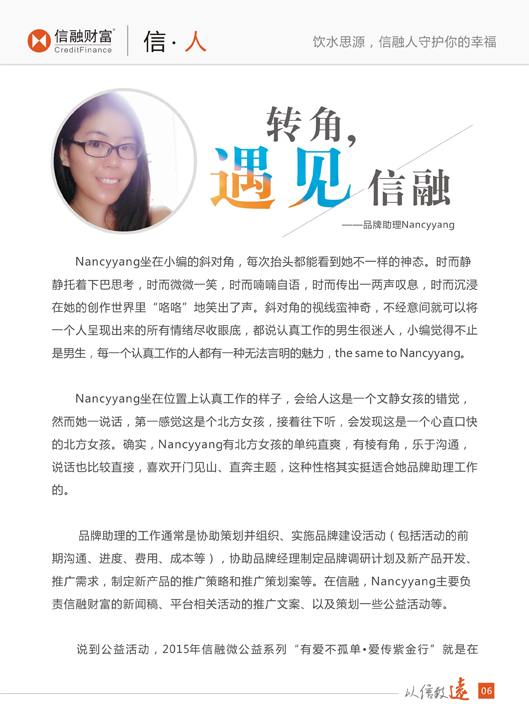 信融财富®
CreditFinance
信·人
饮水思源，信融人守护你的幸福
转角，
遇见信融
——品牌助理Nancyyang
Nancyyang坐在小编的斜对角，每次抬头都能看到她不一样的神态。时而静
静托着下巴思考，时而微微一笑，时而喃喃自语，时而传出一两声叹息，时而沉浸
在她的创作世界里“咯咯”地笑出了声。斜对角的视线蛮神奇，不经意间就可以将
一个人呈现出来的所有情绪尽收眼底，都说认真工作的男生很迷人，小编觉得不止
是男生，每一个认真工作的人都有一种无法言明的魅力，the same to Nancyyang。
Nancyyang坐在位置上认真工作的样子，会给人这是一个文静女孩的错觉，
然而她一说话，第一感觉这是个北方女孩，接着往下听，会发现这是一个心直口快
的北方女孩。确实，Nancyyang有北方女孩的单纯直爽，有棱有角，乐于沟通，
说话也比较直接，喜欢开门见山、直奔主题，这种性格其实挺适合她品牌助理工作
的。
品牌助理的工作通常是协助策划并组织、实施品牌建设活动（包括活动的前
期沟通、进度、费用、成本等），协助品牌经理制定品牌调研计划及新产品开发、
推广需求，制定新产品的推广策略和推广策划案等。在信融，Nancyyang主要负
责信融财富的新闻稿、平台相关活动的推广文案、以及策划一些公益活动等。
说到公益活动，2015年信融微公益系列“有爱不孤单•爱传紫金行”就是在
以信致遠
06